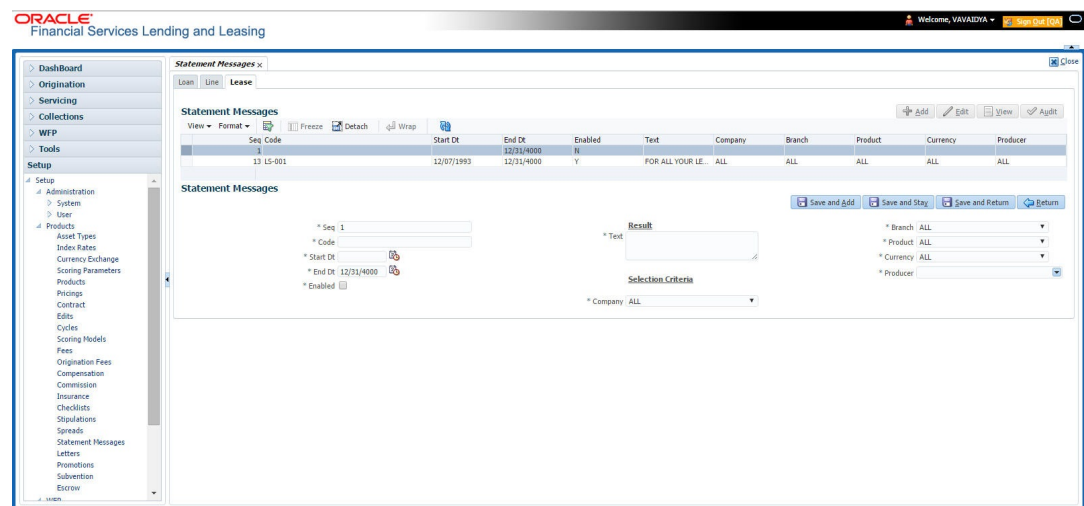 ORACLE
Financial Services Lending and Leasing
Welcome, VAVAIDYA
Sign Out [QA]
DashBoard
Origination
Servicing
Collections
WFP
Tools
Setup
Setup
Administration
System
User
Products
Asset Types
Index Rates
Currency Exchange
Scoring Parameters
Products
Pricings
Contract
Edits
Cycles
Scoring Models
Fees
Origination Fees
Compensation
Commission
Insurance
Checklists
Stipulations
Spreads
Statement Messages
Letters
Promotions
Subvention
Escrow
WFP
Statement Messages x
Close
Loan Line Lease
Statement Messages
Add Edit View Audit
View Format Freeze Detach Wrap
Seq Code Start Dt End Dt Enabled Text Company Branch Product Currency Producer
1 12/31/4000 N
13 LS-001 12/07/1993 12/31/4000 Y FOR ALL YOUR LE... ALL ALL ALL ALL ALL
Statement Messages
Save and Add Save and Stay Save and Return Return
* Seq 1
* Code
* Start Dt
* End Dt 12/31/4000
* Enabled
Result
* Text
Selection Criteria
* Company ALL
* Branch ALL
* Product ALL
* Currency ALL
* Producer